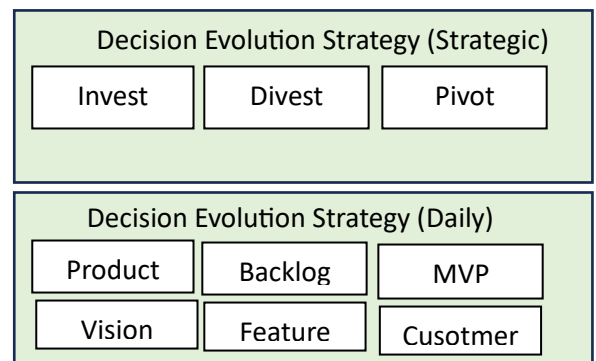 Decision Evolution Strategy (Strategic)
Invest Divest Pivot
Decision Evolution Strategy (Daily)
Product Backlog MVP
Vision Feature Cusotmer